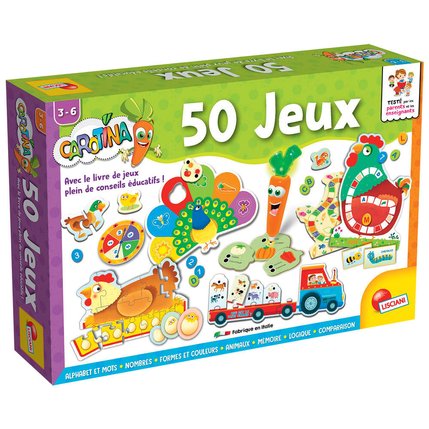 3-6
CAROTINA
50 Jeux
TESTÉ par les
parents et les
enseignants
Avec le livre de jeux
plein de conseils éducatifs !
Fabriqué en Italie
LISCIANI
ALPHABET ET MOTS • NOMBRES • FORMES ET COULEURS • ANIMAUX • MÉMOIRE • LOGIQUE • COMPARAISON
50 Jeux
LISCIANI